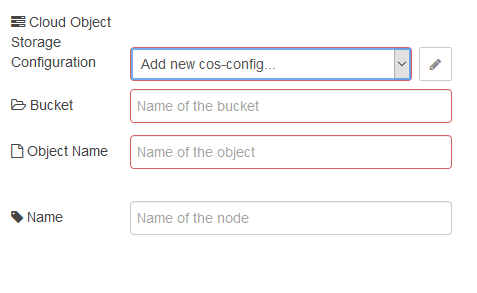 Cloud Object
Storage
Configuration
Add new cos-config...
Bucket
Name of the bucket
Object Name
Name of the object
Name
Name of the node